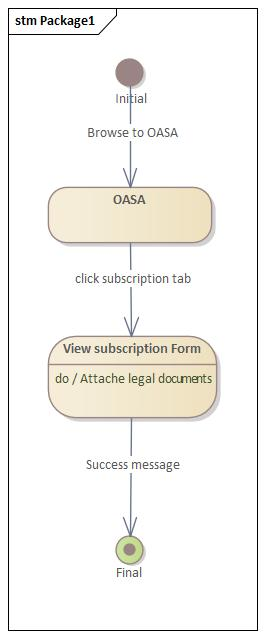 stm Package1
Initial
Browse to OASA
OASA
click subscription tab
View subscription Form
do / Attache legal documents
Success message
Final